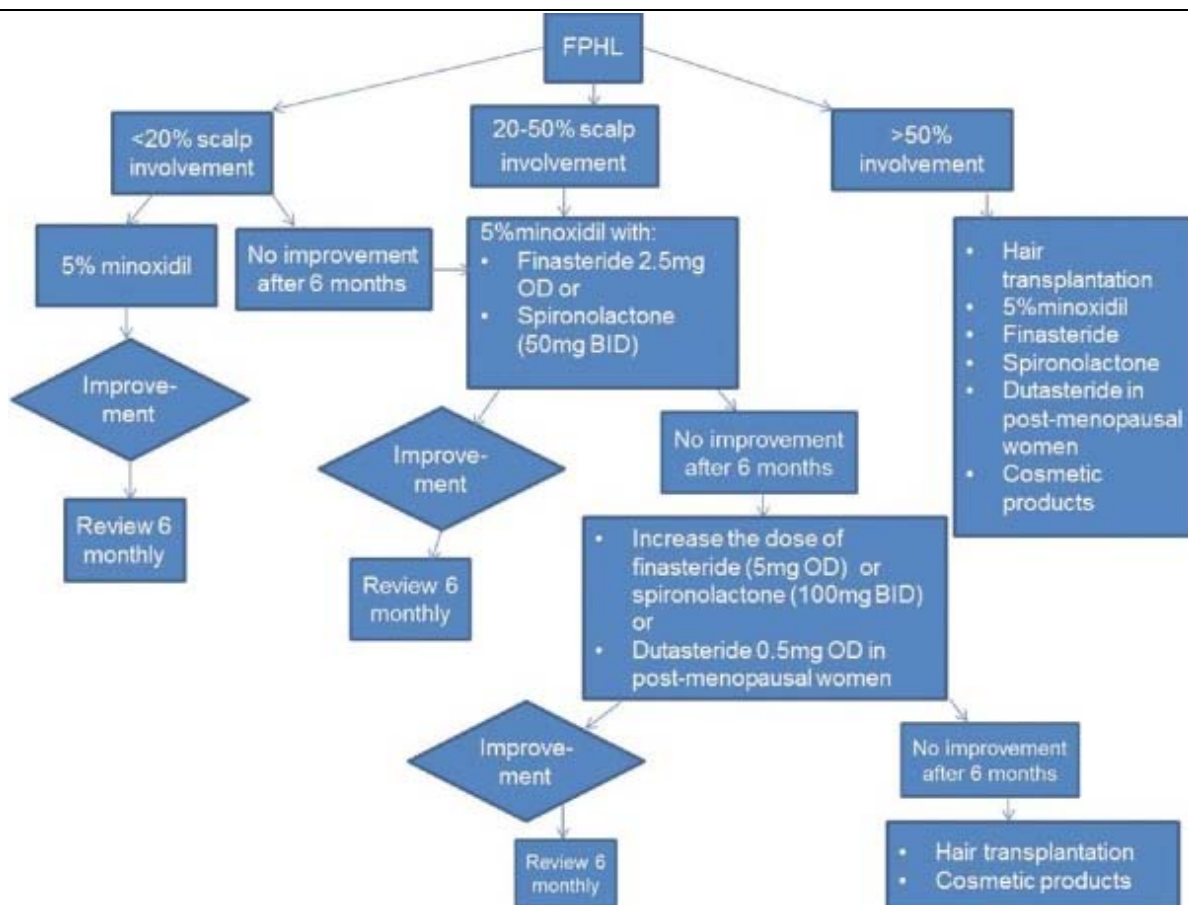 FPHL
<20% scalp
involvement
20-50% scalp
involvement
>50%
involvement
5% minoxidil
No improvement
after 6 months
5%minoxidil with:
• Finasteride 2.5mg
OD or
• Spironolactone
(50mg BID)
• Hair
transplantation
• 5%minoxidil
• Finasteride
• Spironolactone
• Dutasteride in
post-menopausal
women
• Cosmetic
products
Improve-
ment
Improve-
ment
No improvement
after 6 months
Review 6
monthly
Review 6
monthly
• Increase the dose of
finasteride (5mg OD) or
spironolactone (100mg BID)
or
• Dutasteride 0.5mg OD in
post-menopausal women
Improve-
ment
No improvement
after 6 months
Review 6
monthly
• Hair transplantation
• Cosmetic products